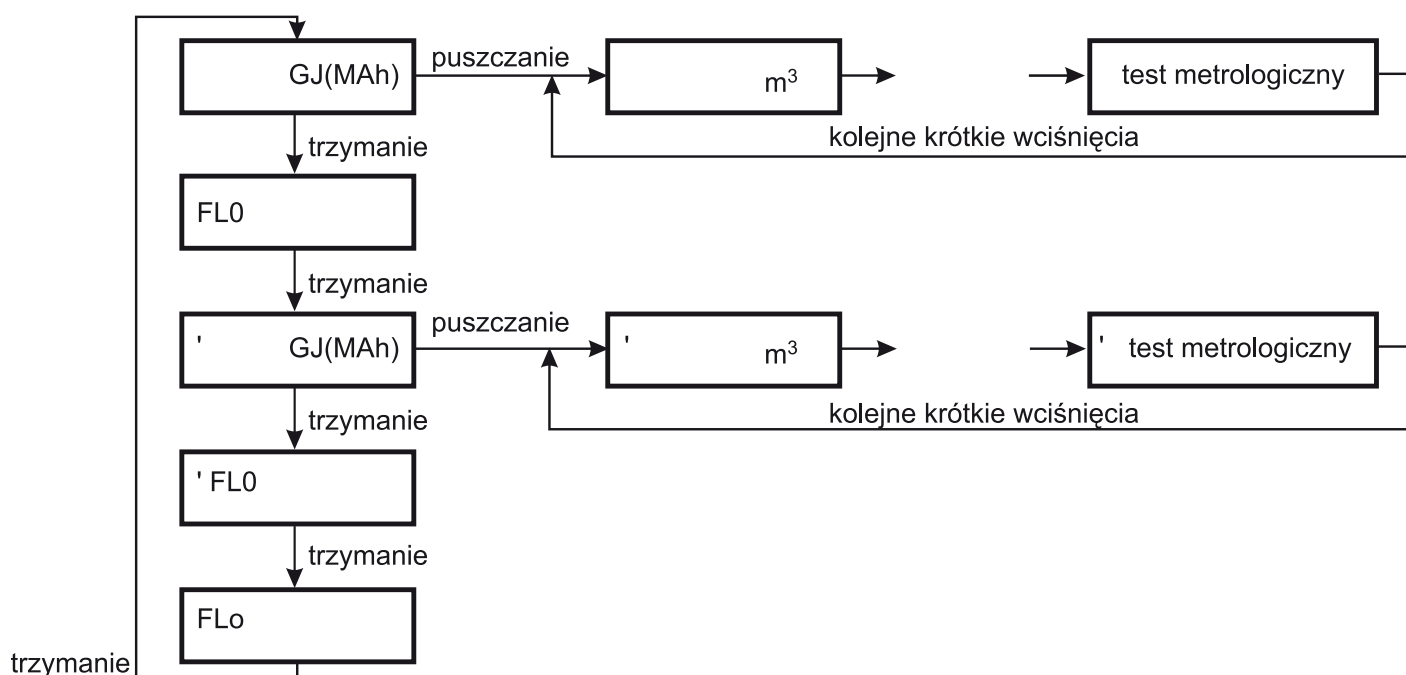 GJ(MAh)
puszczanie
m³
test metrologiczny
kolejne krótkie wciśnięcia
trzymanie
FL0
trzymanie
' GJ(MAh)
puszczanie
' m³
' test metrologiczny
kolejne krótkie wciśnięcia
trzymanie
' FL0
trzymanie
FLo
trzymanie